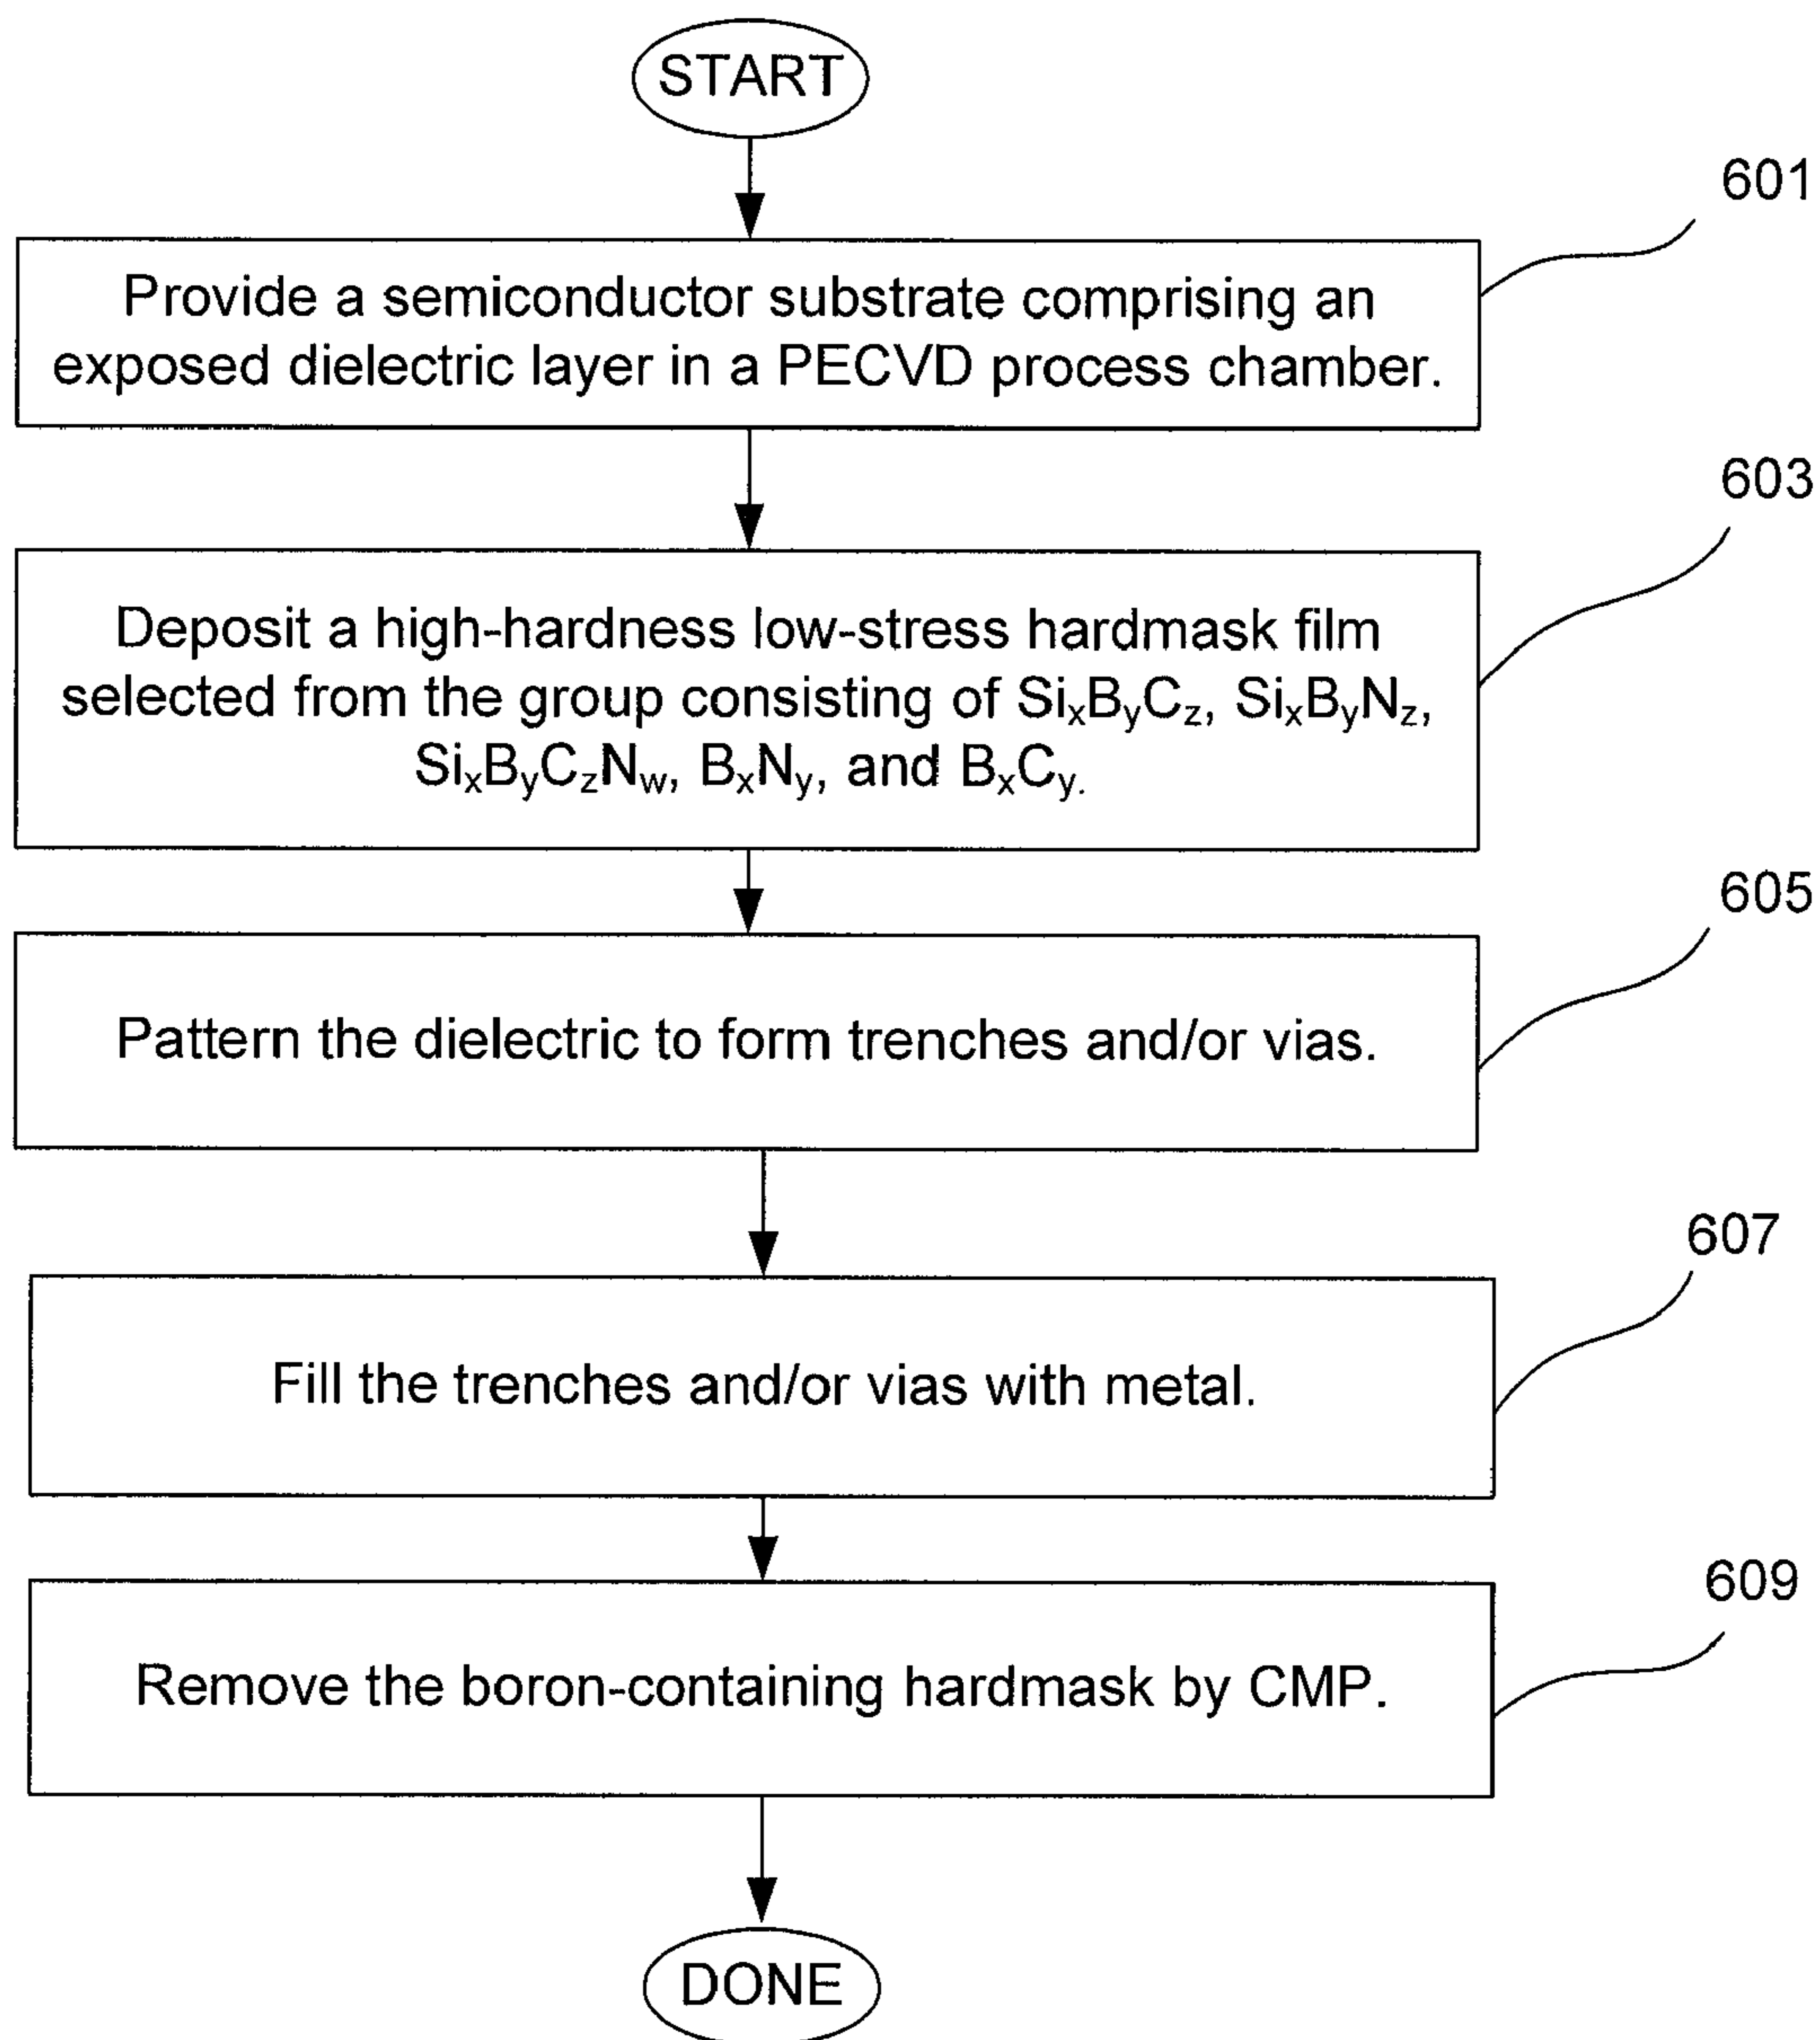 START
601
Provide a semiconductor substrate comprising an
exposed dielectric layer in a PECVD process chamber.
603
Deposit a high-hardness low-stress hardmask film
selected from the group consisting of SixByCz, SixByNz,
SixByCzNw, BxNy, and BxCy.
605
Pattern the dielectric to form trenches and/or vias.
607
Fill the trenches and/or vias with metal.
609
Remove the boron-containing hardmask by CMP.
DONE